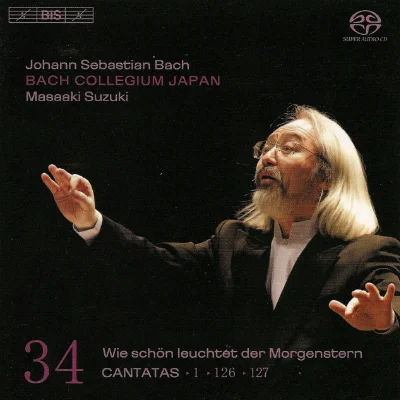 BIS
SUPER AUDIO CD
Johann Sebastian Bach
BACH COLLEGIUM JAPAN
Masaaki Suzuki
34
Wie schön leuchtet der Morgenstern
CANTATAS • 1 • 126 • 127